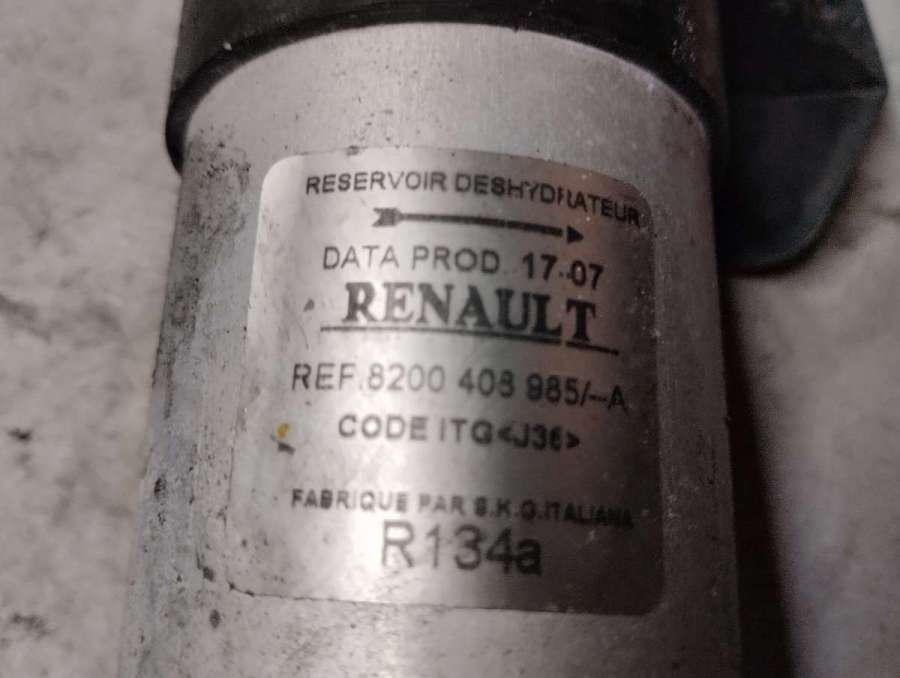 RESERVOIR DESHYDRATEUR
DATA PROD. 17-07
RENAULT
REF.8200 408 985/--A
CODE ITG<J36>
FABRIQUE PAR S.K.G.ITALIANA
R134a